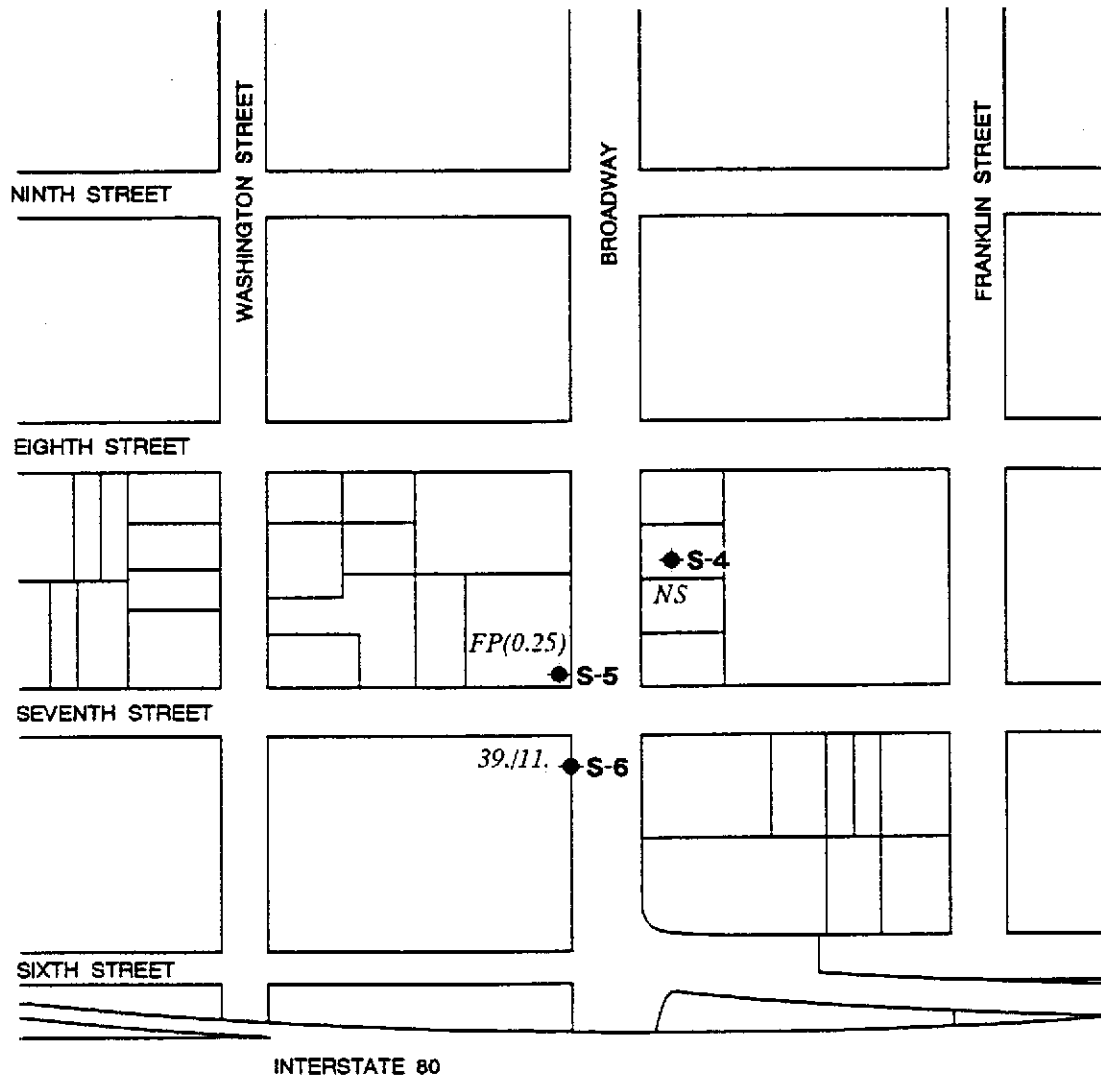 WASHINGTON STREET
BROADWAY
FRANKLIN STREET
NINTH STREET
EIGHTH STREET
S-4
NS
FP(0.25)
S-5
SEVENTH STREET
39./11.
S-6
SIXTH STREET
INTERSTATE 80